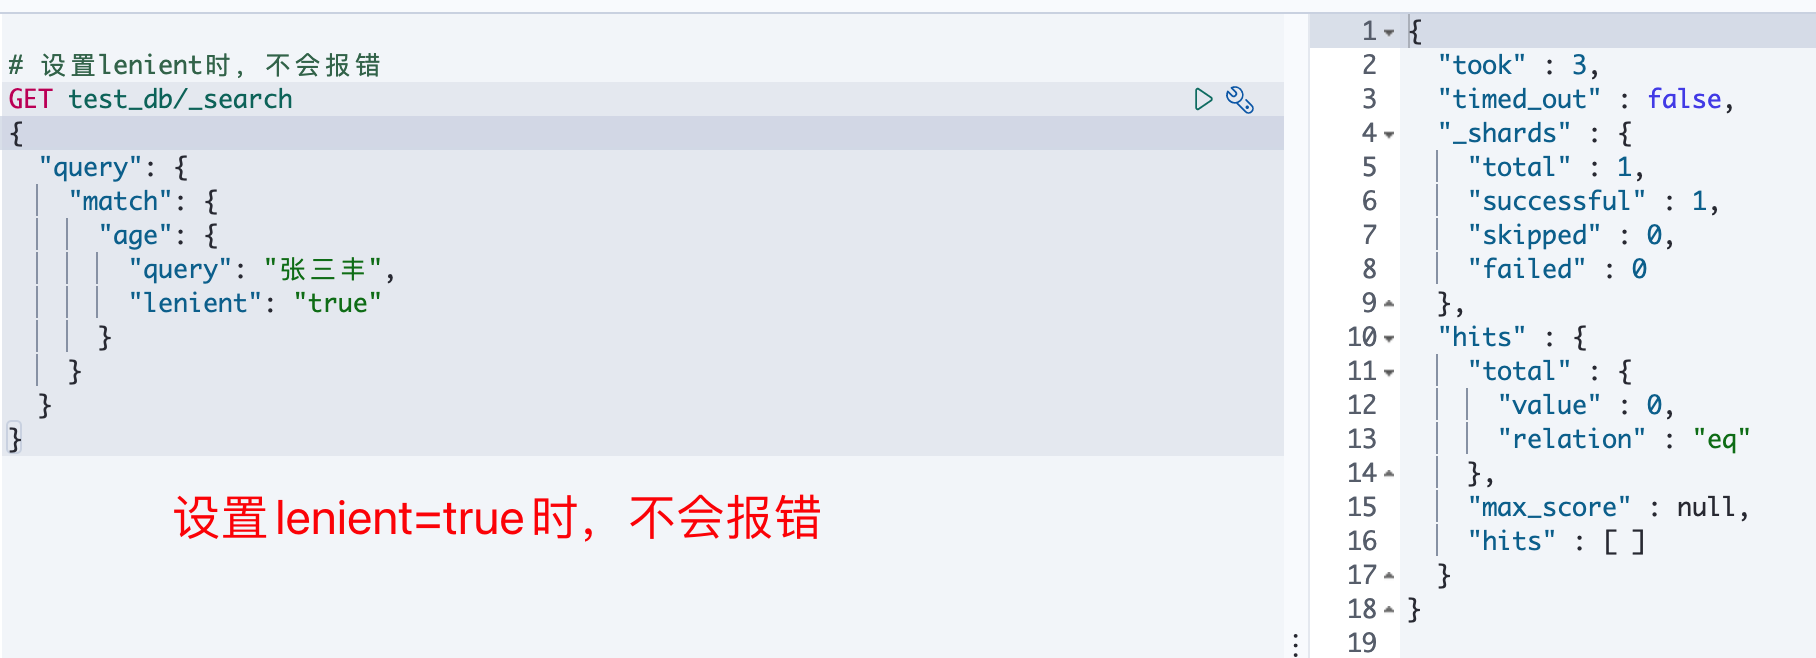 # 设置lenient时，不会报错
GET test_db/_search
{
  "query": {
    "match": {
      "age": {
        "query": "张三丰",
        "lenient": "true"
      }
    }
  }
}
设置lenient=true时，不会报错
1 {
2   "took" : 3,
3   "timed_out" : false,
4   "_shards" : {
5     "total" : 1,
6     "successful" : 1,
7     "skipped" : 0,
8     "failed" : 0
9   },
10   "hits" : {
11     "total" : {
12       "value" : 0,
13       "relation" : "eq"
14     },
15     "max_score" : null,
16     "hits" : [ ]
17   }
18 }
19